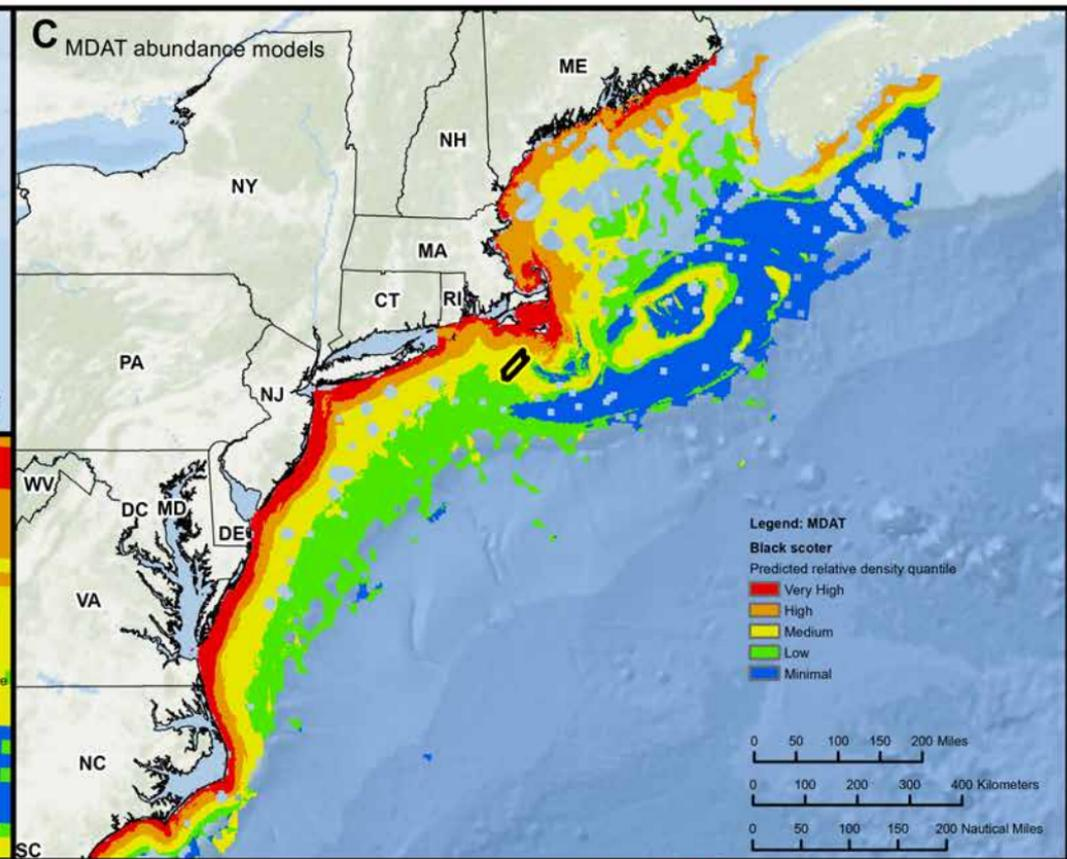 C MDAT abundance models
ME
NH
NY
MA
CT
RI
PA
NJ
WV
DC
MD
DE
VA
NC
SC
e
Legend: MDAT
Black scoter
Predicted relative density quantile
Very High
High
Medium
Low
Minimal
0 50 100 150 200 Miles
0 100 200 300 400 Kilometers
0 50 100 150 200 Nautical Miles